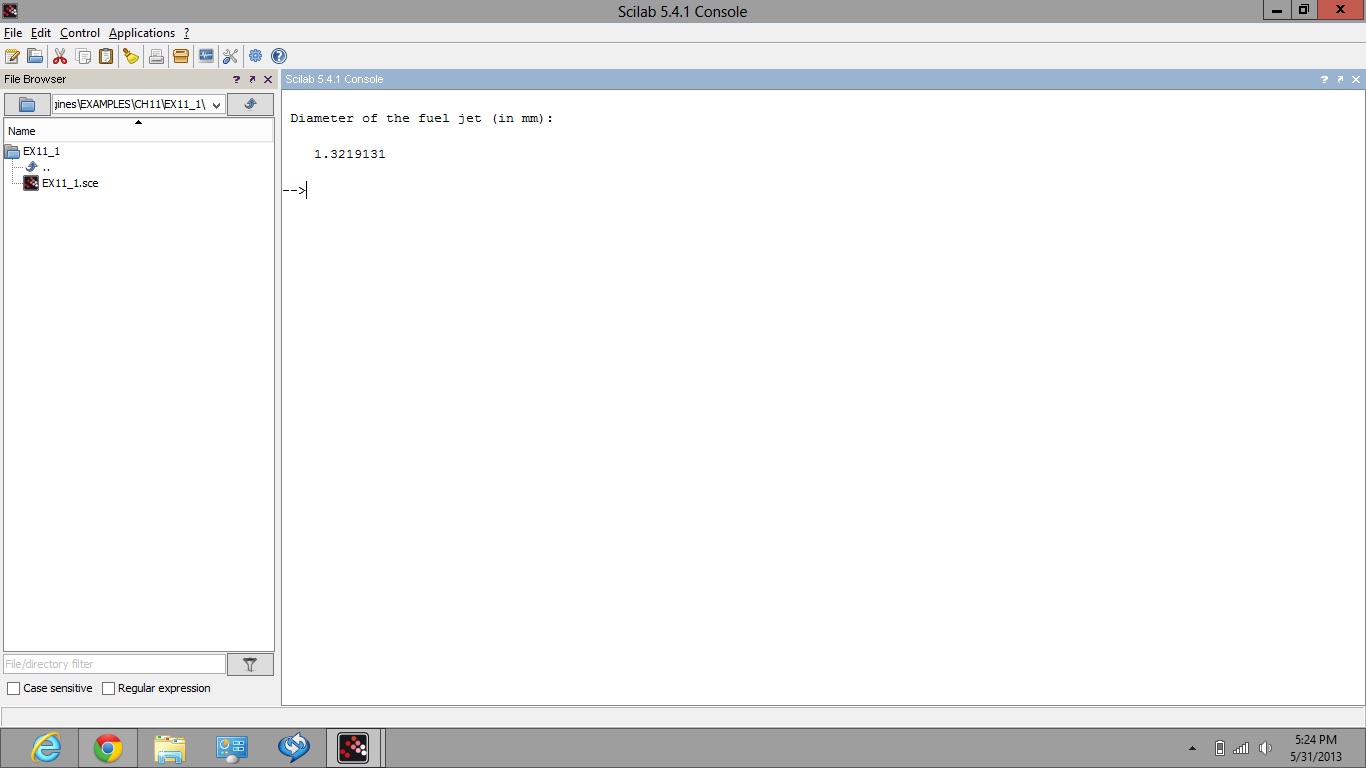 Scilab 5.4.1 Console
File Edit Control Applications ?
File Browser ? 
Scilab 5.4.1 Console ?
jines\EXAMPLES\CH11\EX11_1\
Name
EX11_1
..
EX11_1.sce
Diameter of the fuel jet (in mm):
1.3219131
-->
File/directory filter
Case sensitive Regular expression
5:24 PM
5/31/2013